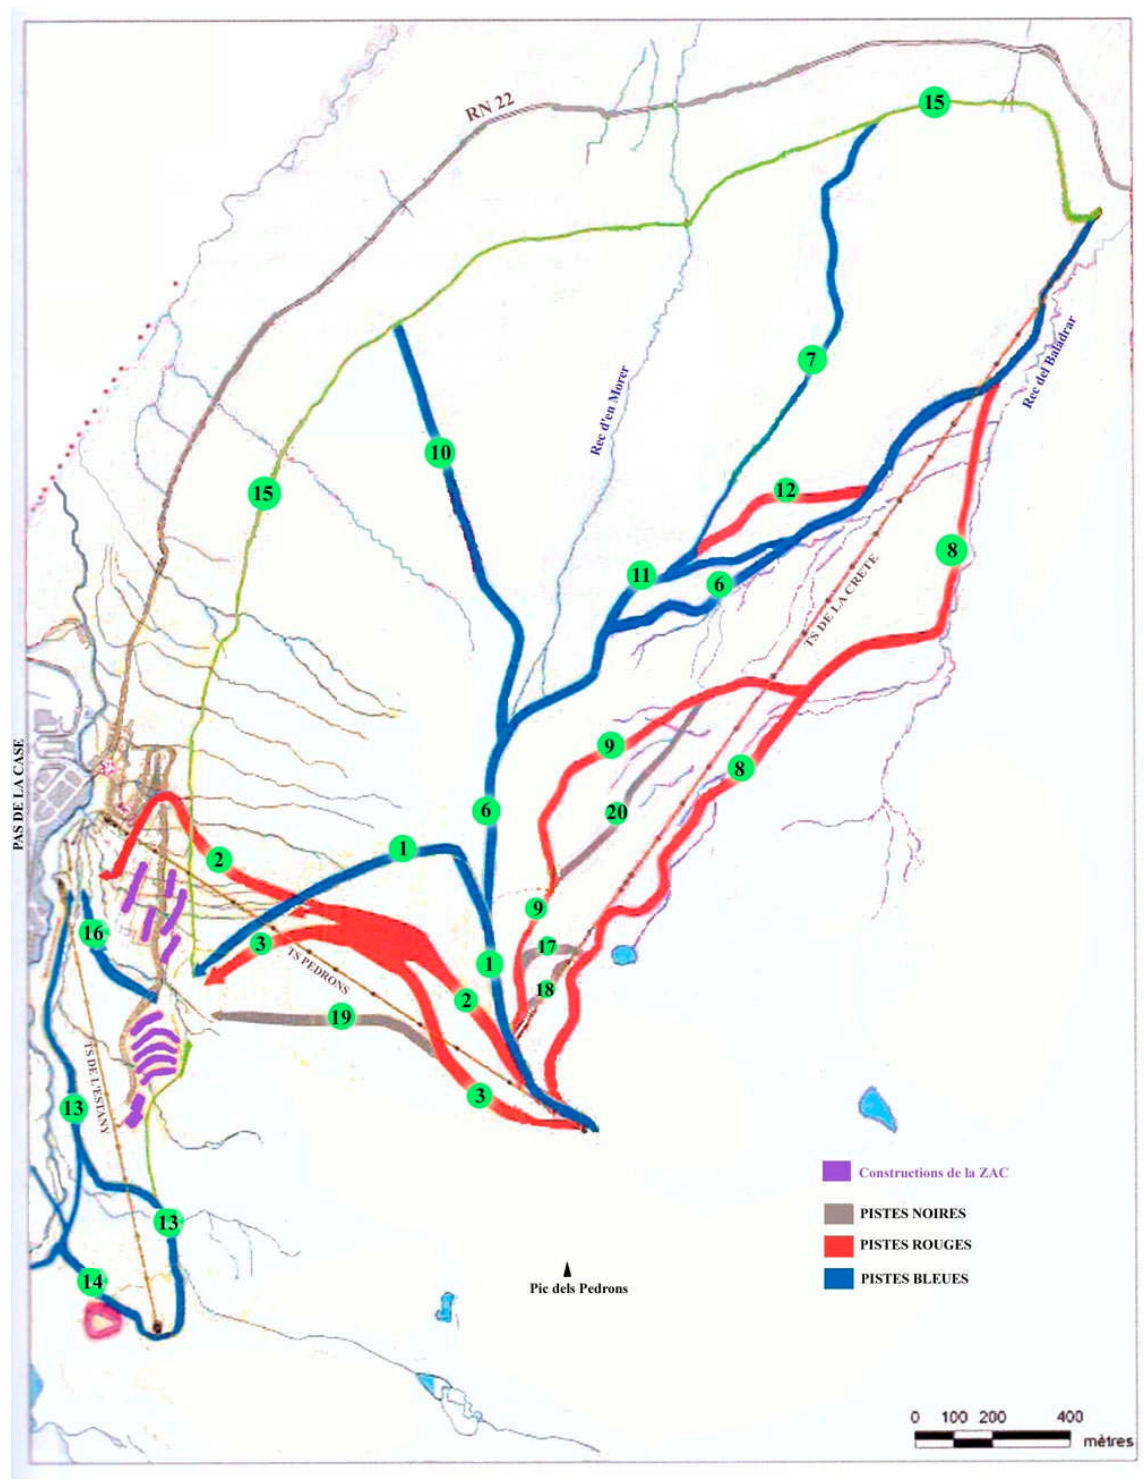 RN 22
15
7
Rec d'en Morer
Rec del Baladrar
10
15
12
11
6
8
TS DE LA CRETE
9
8
PAS DE LA CASE
6
20
1
2
9
16
3
TS PEDRONS
1
17
2
18
19
TS DE L'ESTANY
13
3
Constructions de la ZAC
PISTES NOIRES
13
PISTES ROUGES
14
PISTES BLEUES
Pic dels Pedrons
0 100 200 400
mètres